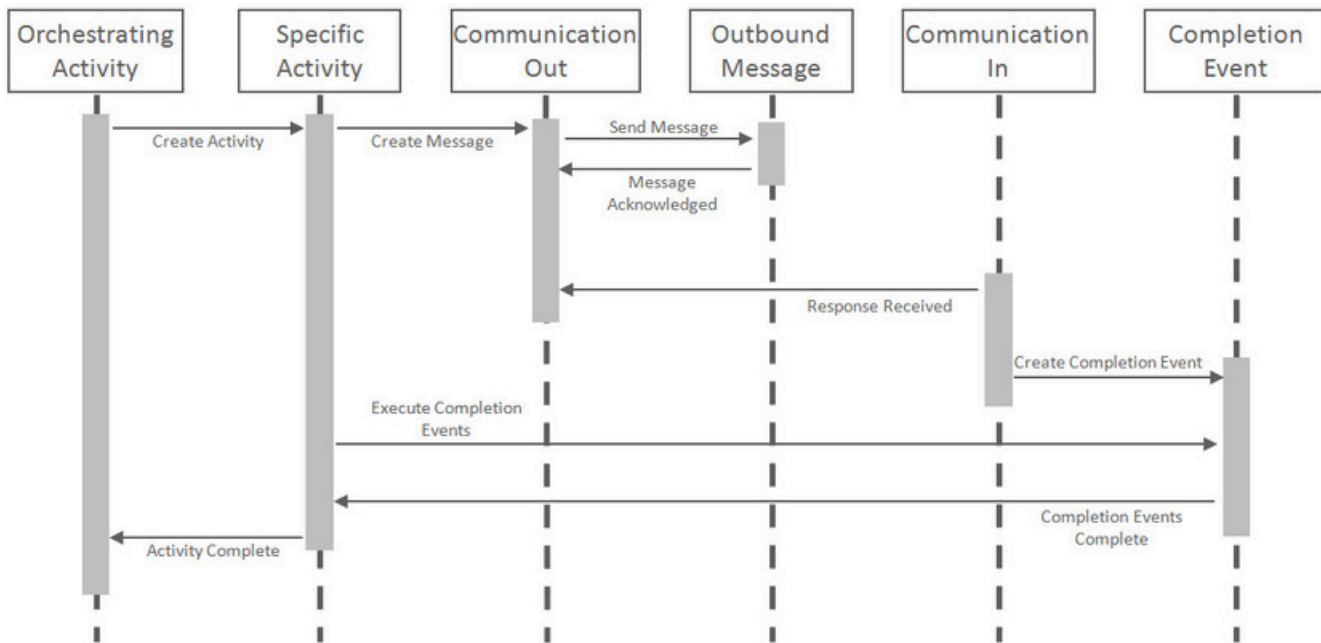 Orchestrating
Activity
Specific
Activity
Communication
Out
Outbound
Message
Communication
In
Completion
Event
Create Activity
Create Message
Send Message
Message
Acknowledged
Response Received
Create Completion Event
Execute Completion
Events
Completion Events
Complete
Activity Complete